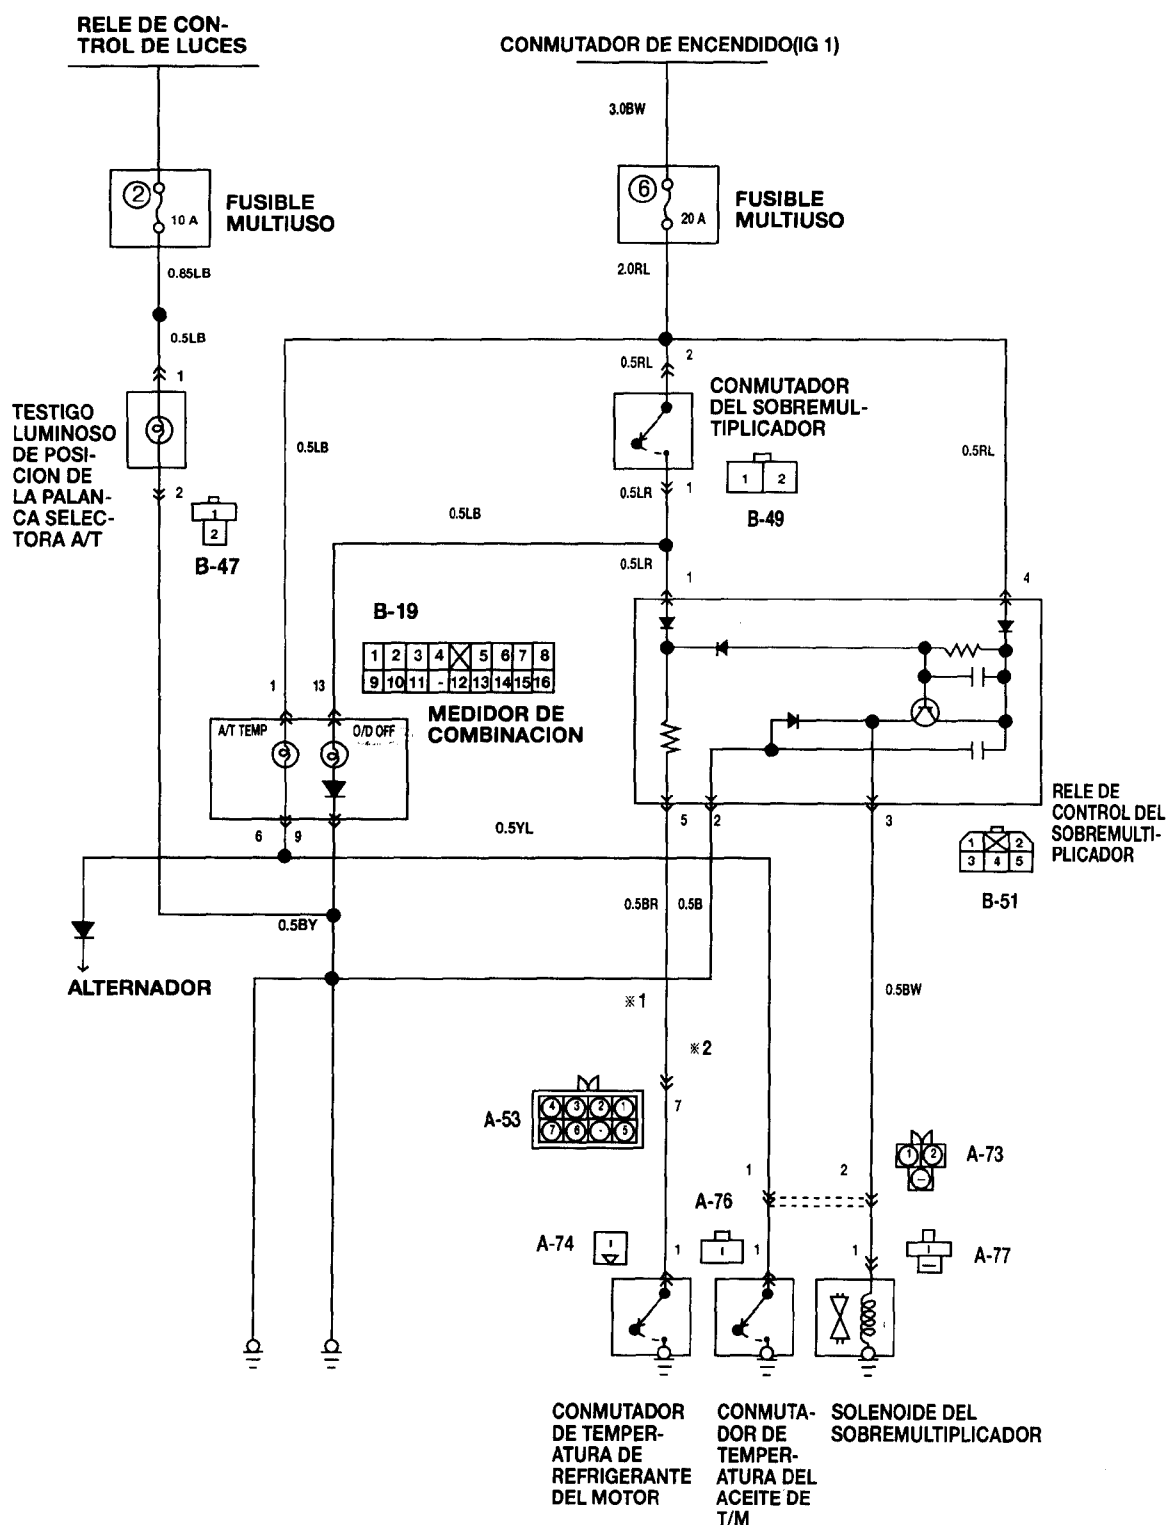 RELE DE CON-
TROL DE LUCES
CONMUTADOR DE ENCENDIDO(IG 1)
3.0BW
2
10 A
FUSIBLE
MULTIUSO
6
20 A
FUSIBLE
MULTIUSO
0.85LB
2.0RL
0.5LB
1
0.5RL
2
TESTIGO
LUMINOSO
DE POSI-
CION DE
LA PALAN-
CA SELEC-
TORA A/T
2
1
2
B-47
0.5LB
CONMUTADOR
DEL SOBREMUL-
TIPLICADOR
1 2
B-49
0.5RL
0.5LR
1
0.5LB
0.5LR
1
4
B-19
1 2 3 4 5 6 7 8
9 10 11 - 12 13 14 15 16
MEDIDOR DE
COMBINACION
1
13
A/T TEMP
O/D OFF
6
9
0.5YL
5
2
3
RELE DE
CONTROL DEL
SOBREMULTI-
PLICADOR
1 2
3 4 5
B-51
0.5BR
0.5B
0.5BY
ALTERNADOR
0.5BW
※1
※2
A-53
4 3 2 1
7 6 - 5
7
1
2
1 2
-
A-73
A-76
A-74
1
1
1
A-77
CONMUTADOR
DE TEMPER-
ATURA DE
REFRIGERANTE
DEL MOTOR
CONMUTA-
DOR DE
TEMPER-
ATURA DEL
ACEITE DE
T/M
SOLENOIDE DEL
SOBREMULTIPLICADOR